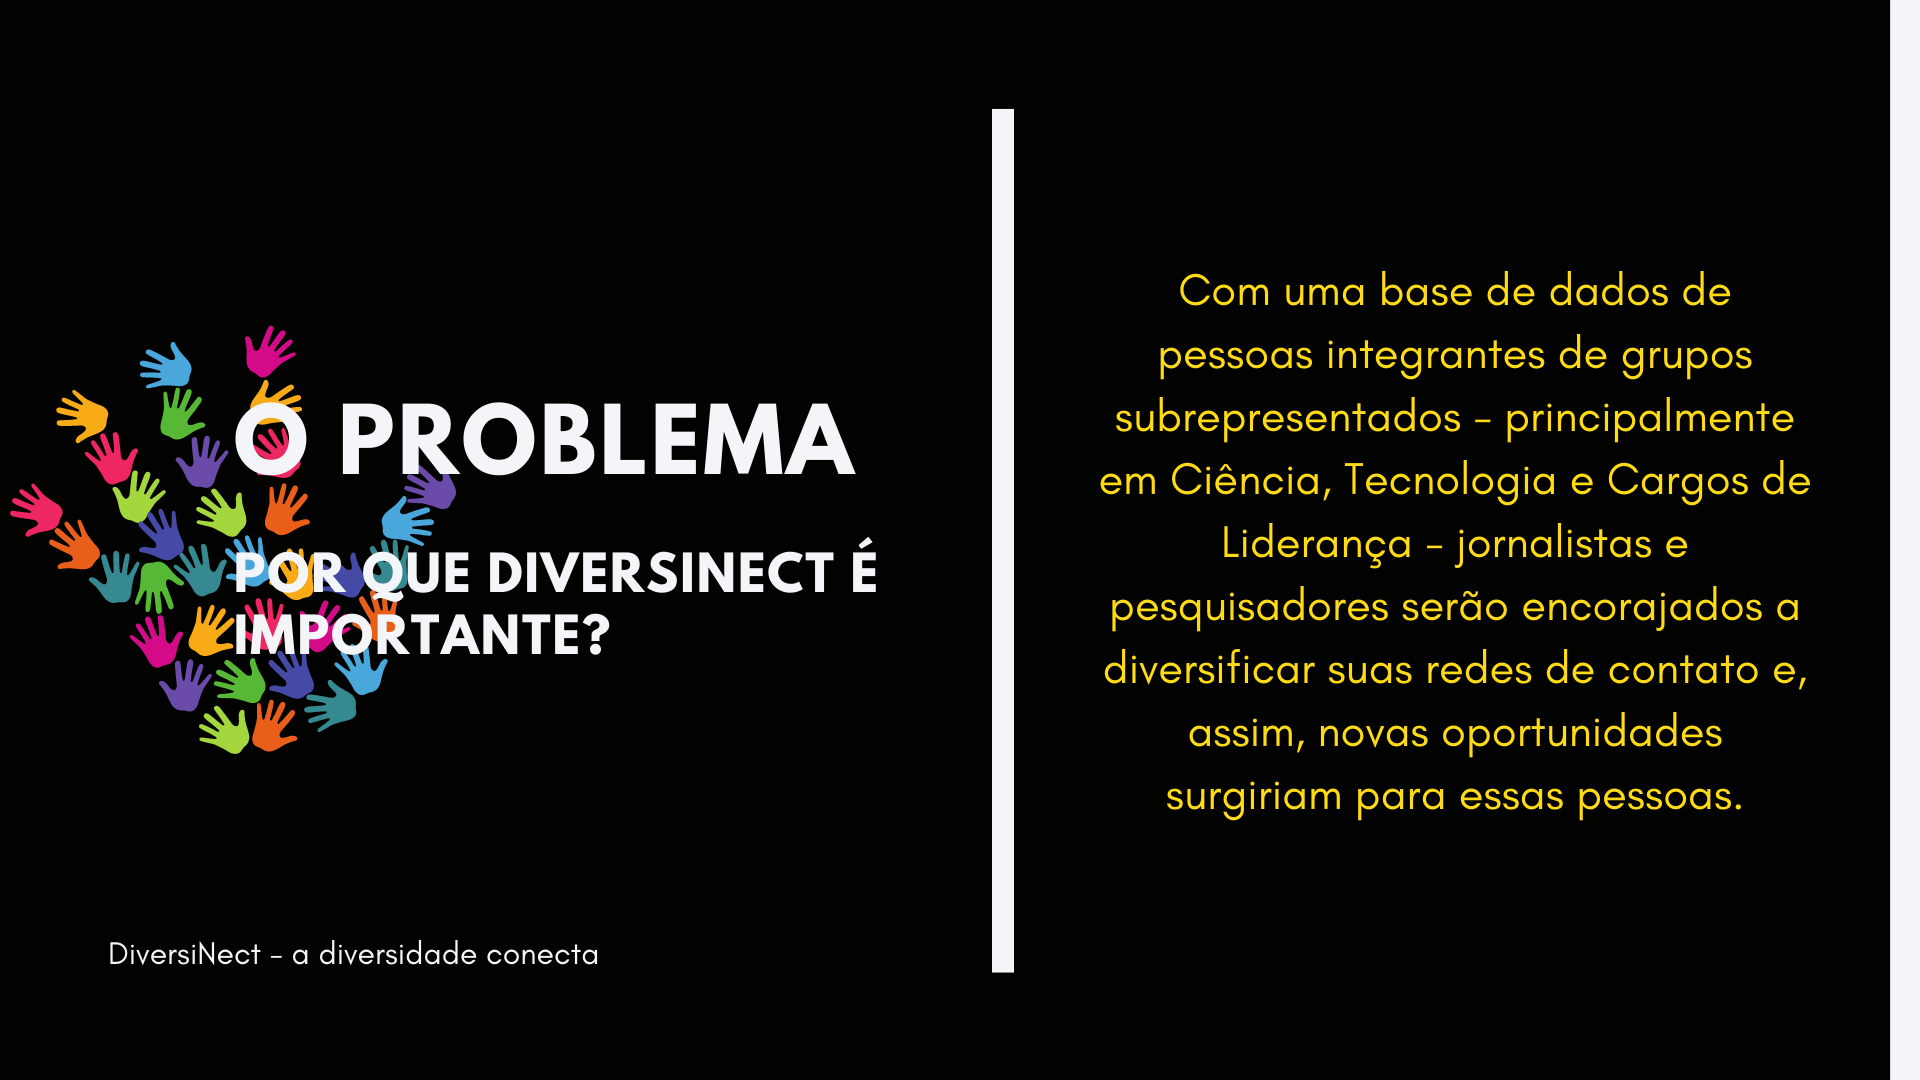 O PROBLEMA
POR QUE DIVERSINECT É
IMPORTANTE?
DiversiNect - a diversidade conecta
Com uma base de dados de
pessoas integrantes de grupos
subrepresentados - principalmente
em Ciência, Tecnologia e Cargos de
Liderança - jornalistas e
pesquisadores serão encorajados a
diversificar suas redes de contato e,
assim, novas oportunidades
surgiriam para essas pessoas.